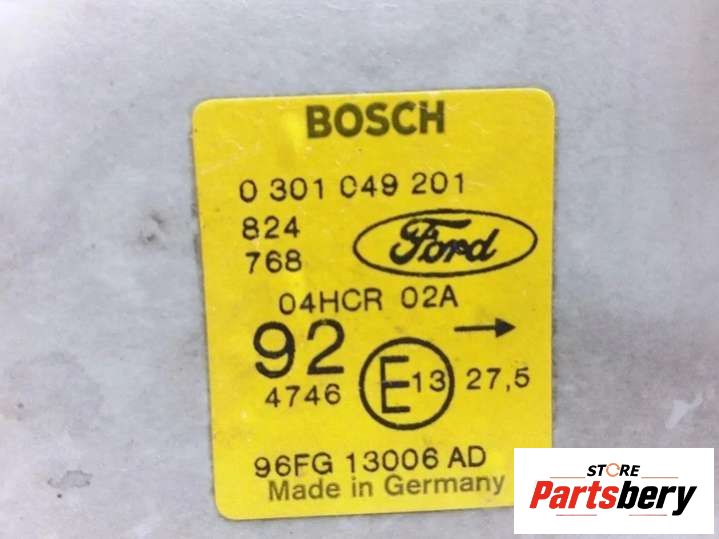 BOSCH
0 301 049 201
824
768
Ford
04HCR 02A
92
4746
E13
27,5
96FG 13006 AD
Made in Germany
STORE
Partsbery